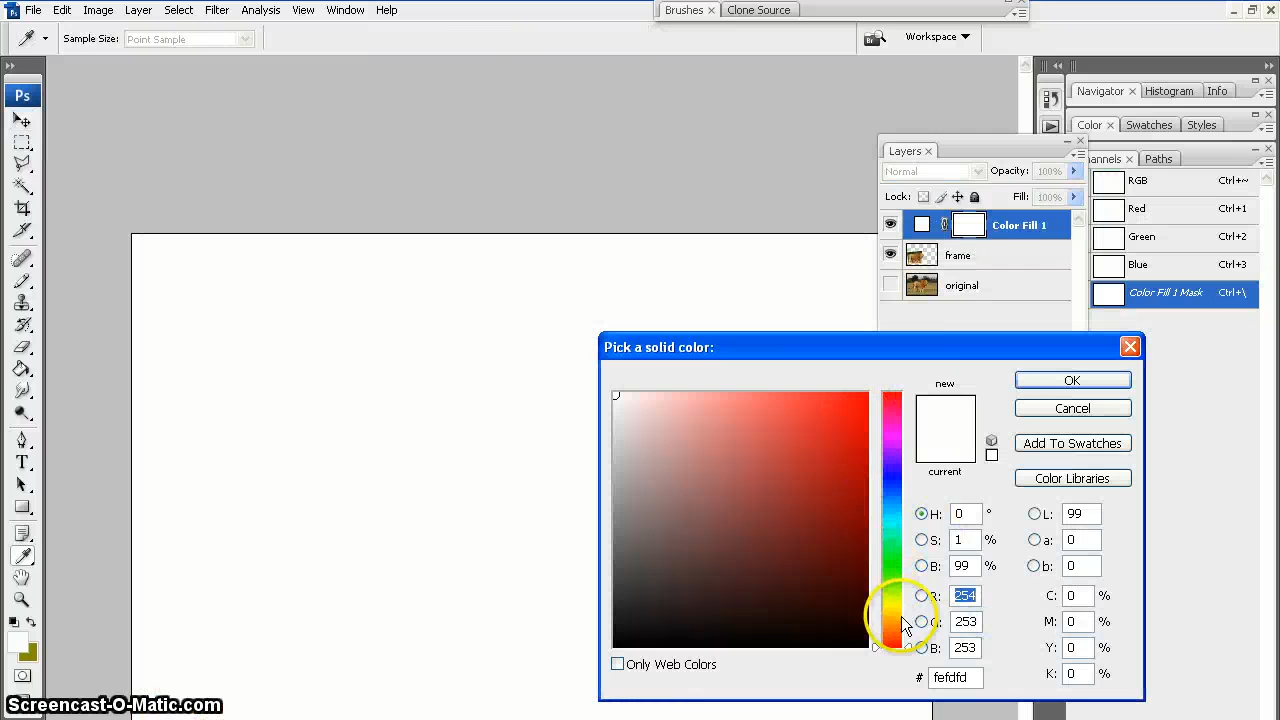 Ps File Edit Image Layer Select Filter Analysis View Window Help
Brushes × Clone Source
Sample Size: Point Sample
Br Workspace
Ps
Navigator × Histogram Info
Color × Swatches Styles
Layers ×
annels × Paths
Normal Opacity: 100%
RGB Ctrl+~
Lock: Fill: 100%
Red Ctrl+1
Color Fill 1
Green Ctrl+2
frame
Blue Ctrl+3
original
Color Fill 1 Mask Ctrl+\
Pick a solid color:
new
OK
Cancel
Add To Swatches
current
Color Libraries
H: 0 ° L: 99
S: 1 % a: 0
B: 99 % b: 0
R: 254 C: 0 %
G: 253 M: 0 %
B: 253 Y: 0 %
Only Web Colors # fefdfd K: 0 %
T
Screencast-O-Matic.com